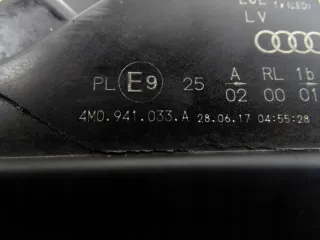 LV
PL E9 25 A RL 1b
02 00 01
4M0.941.033.A 28.06.17 04:55:28